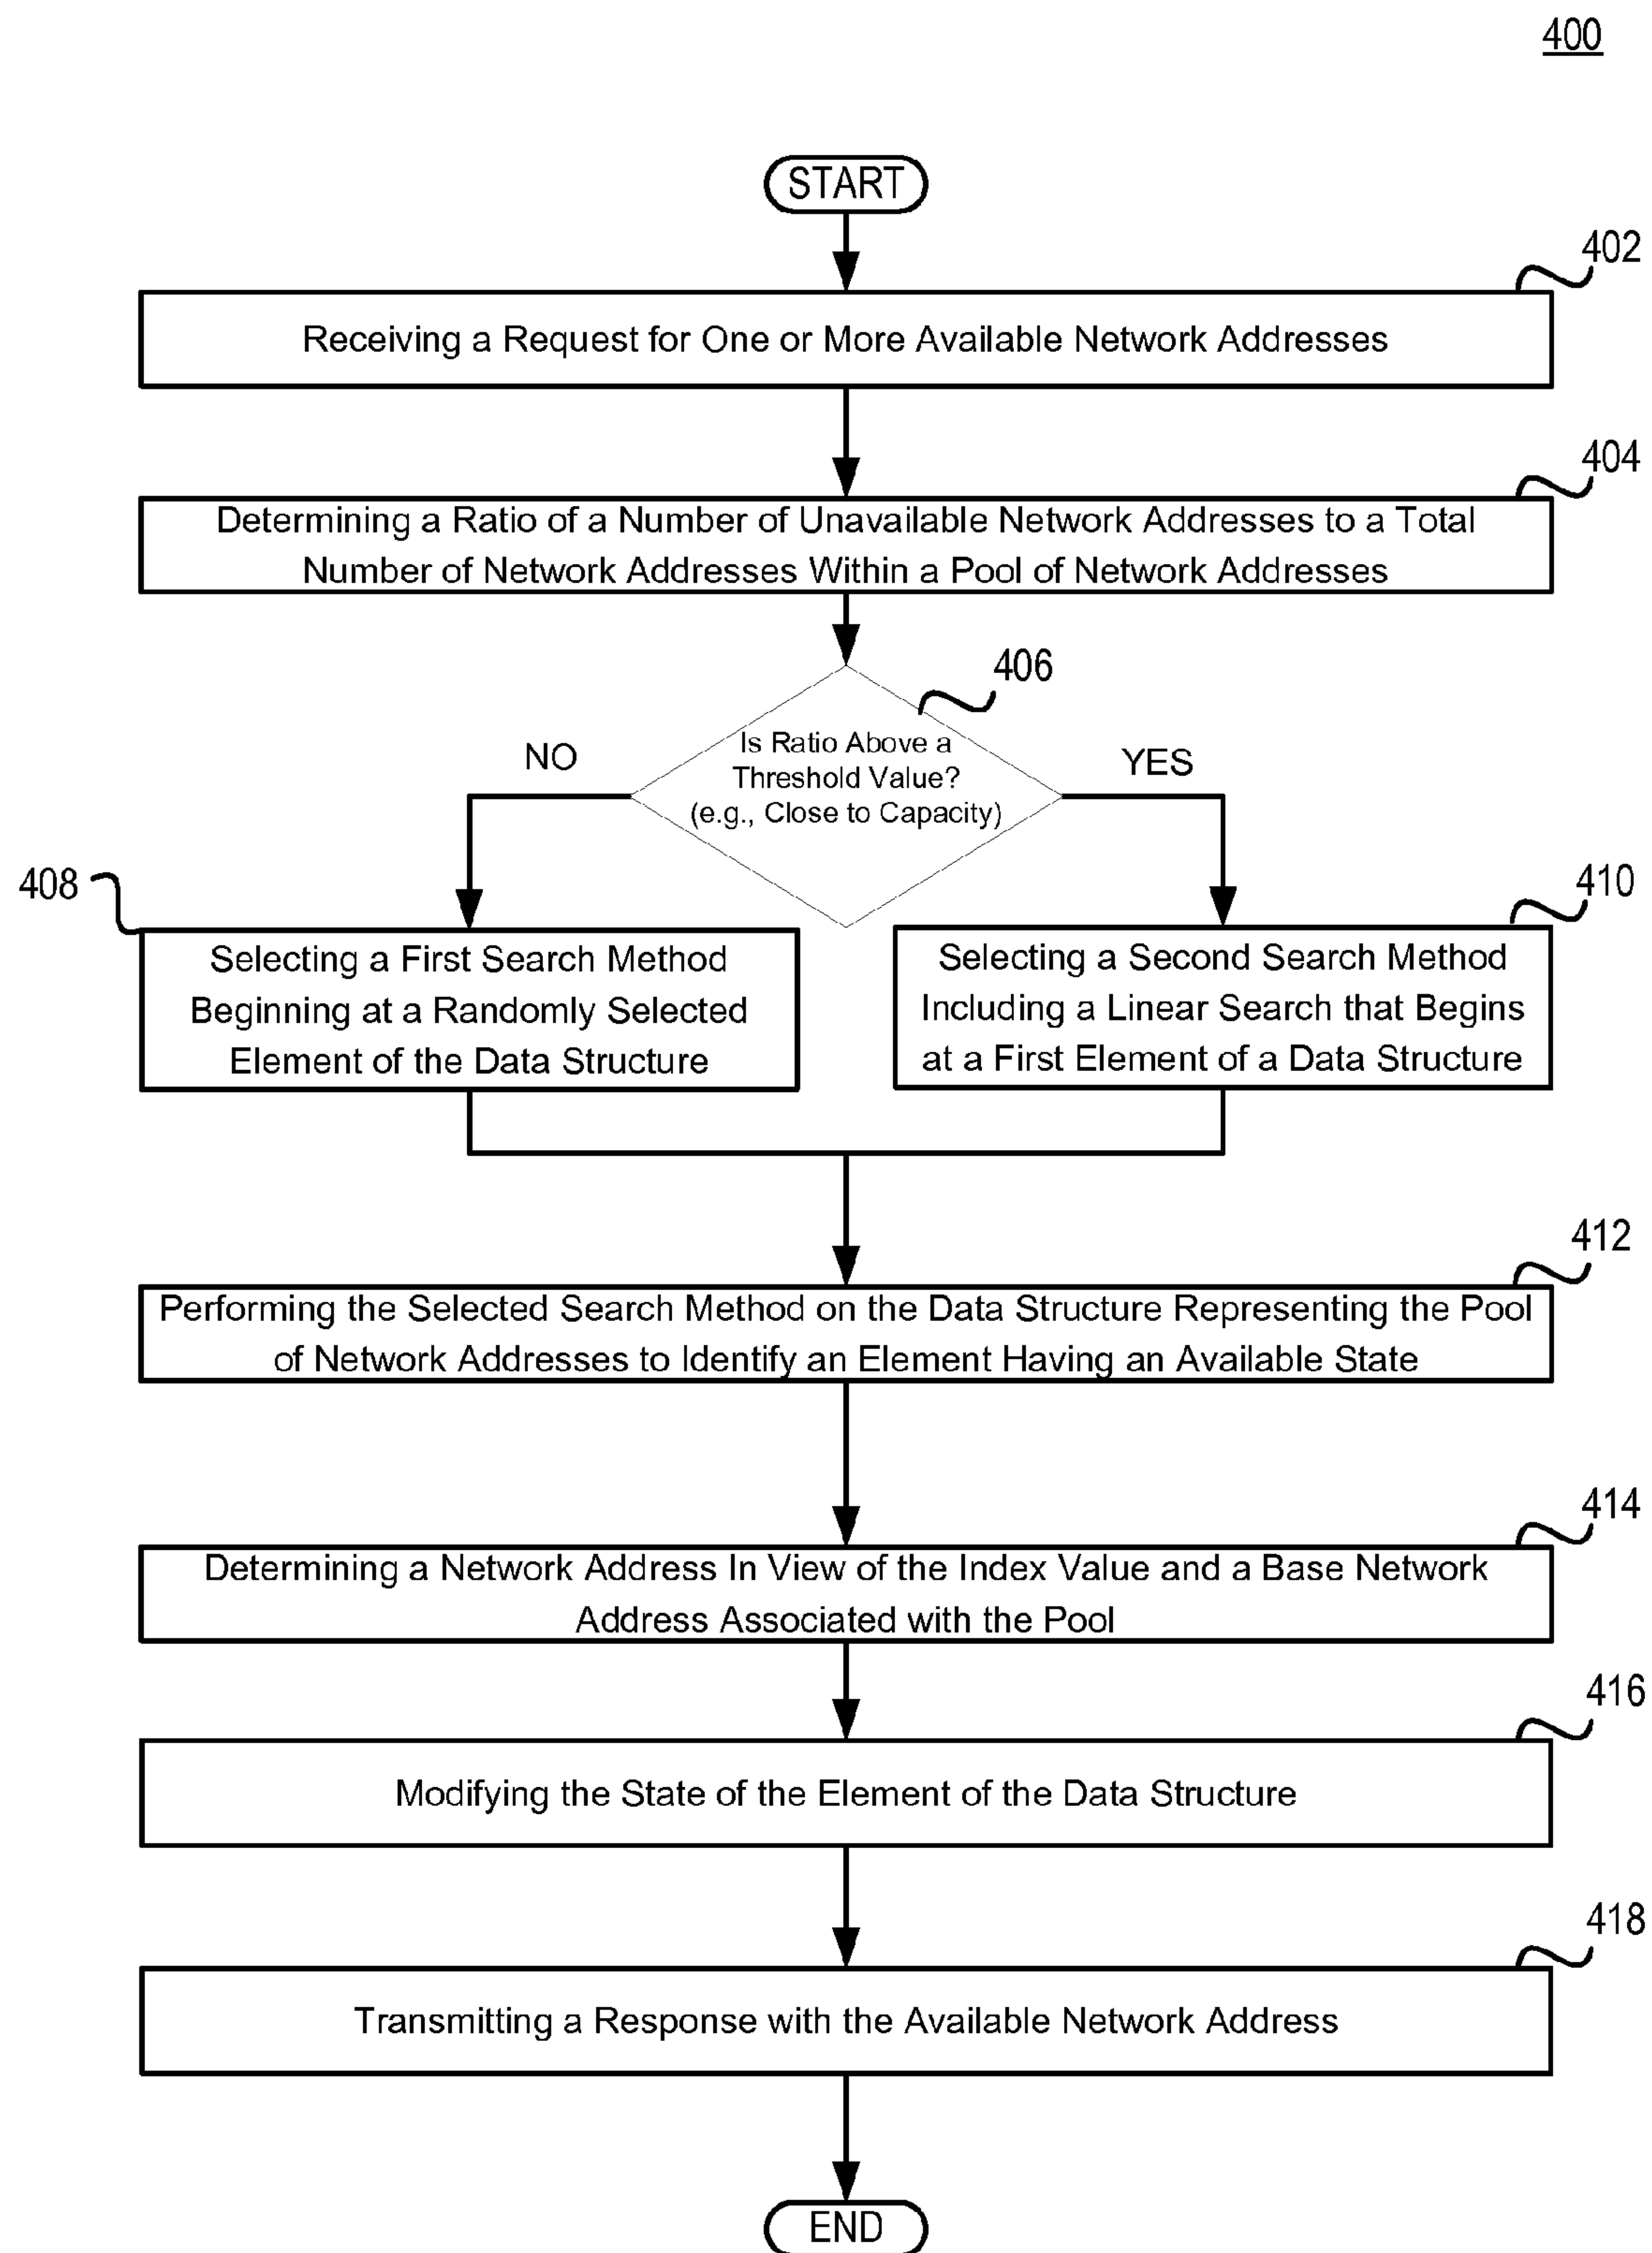 400
START
402
Receiving a Request for One or More Available Network Addresses
404
Determining a Ratio of a Number of Unavailable Network Addresses to a Total
Number of Network Addresses Within a Pool of Network Addresses
406
Is Ratio Above a
Threshold Value?
(e.g., Close to Capacity)
NO
YES
408
Selecting a First Search Method
Beginning at a Randomly Selected
Element of the Data Structure
410
Selecting a Second Search Method
Including a Linear Search that Begins
at a First Element of a Data Structure
412
Performing the Selected Search Method on the Data Structure Representing the Pool
of Network Addresses to Identify an Element Having an Available State
414
Determining a Network Address In View of the Index Value and a Base Network
Address Associated with the Pool
416
Modifying the State of the Element of the Data Structure
418
Transmitting a Response with the Available Network Address
END